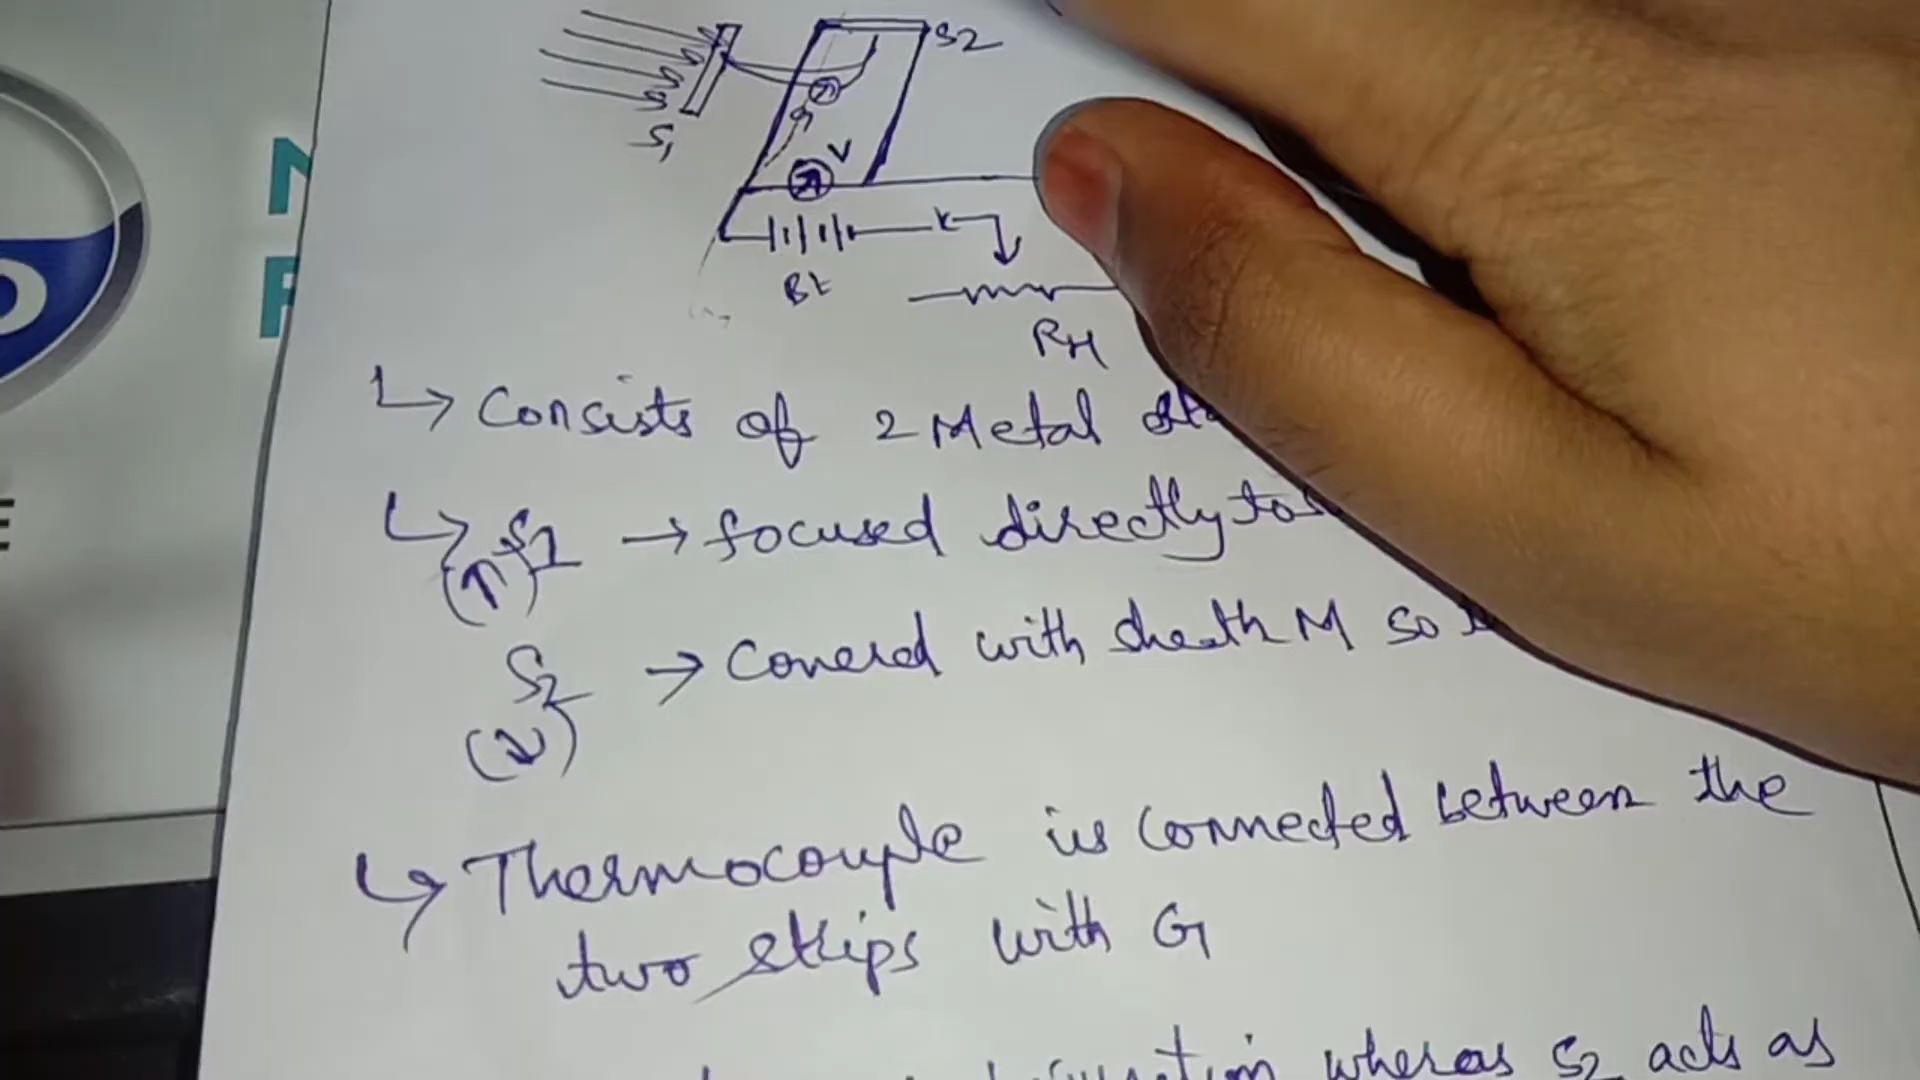 S2
S1
G
V
K
Bt
RH
↳ Consists of 2 Metal
↳ S1 → focused directly to
(↑)
S2 → Covered with sheath M so
(↓)
↳ Thermocouple is connected between the
two strips with G
whereas S2 acts as